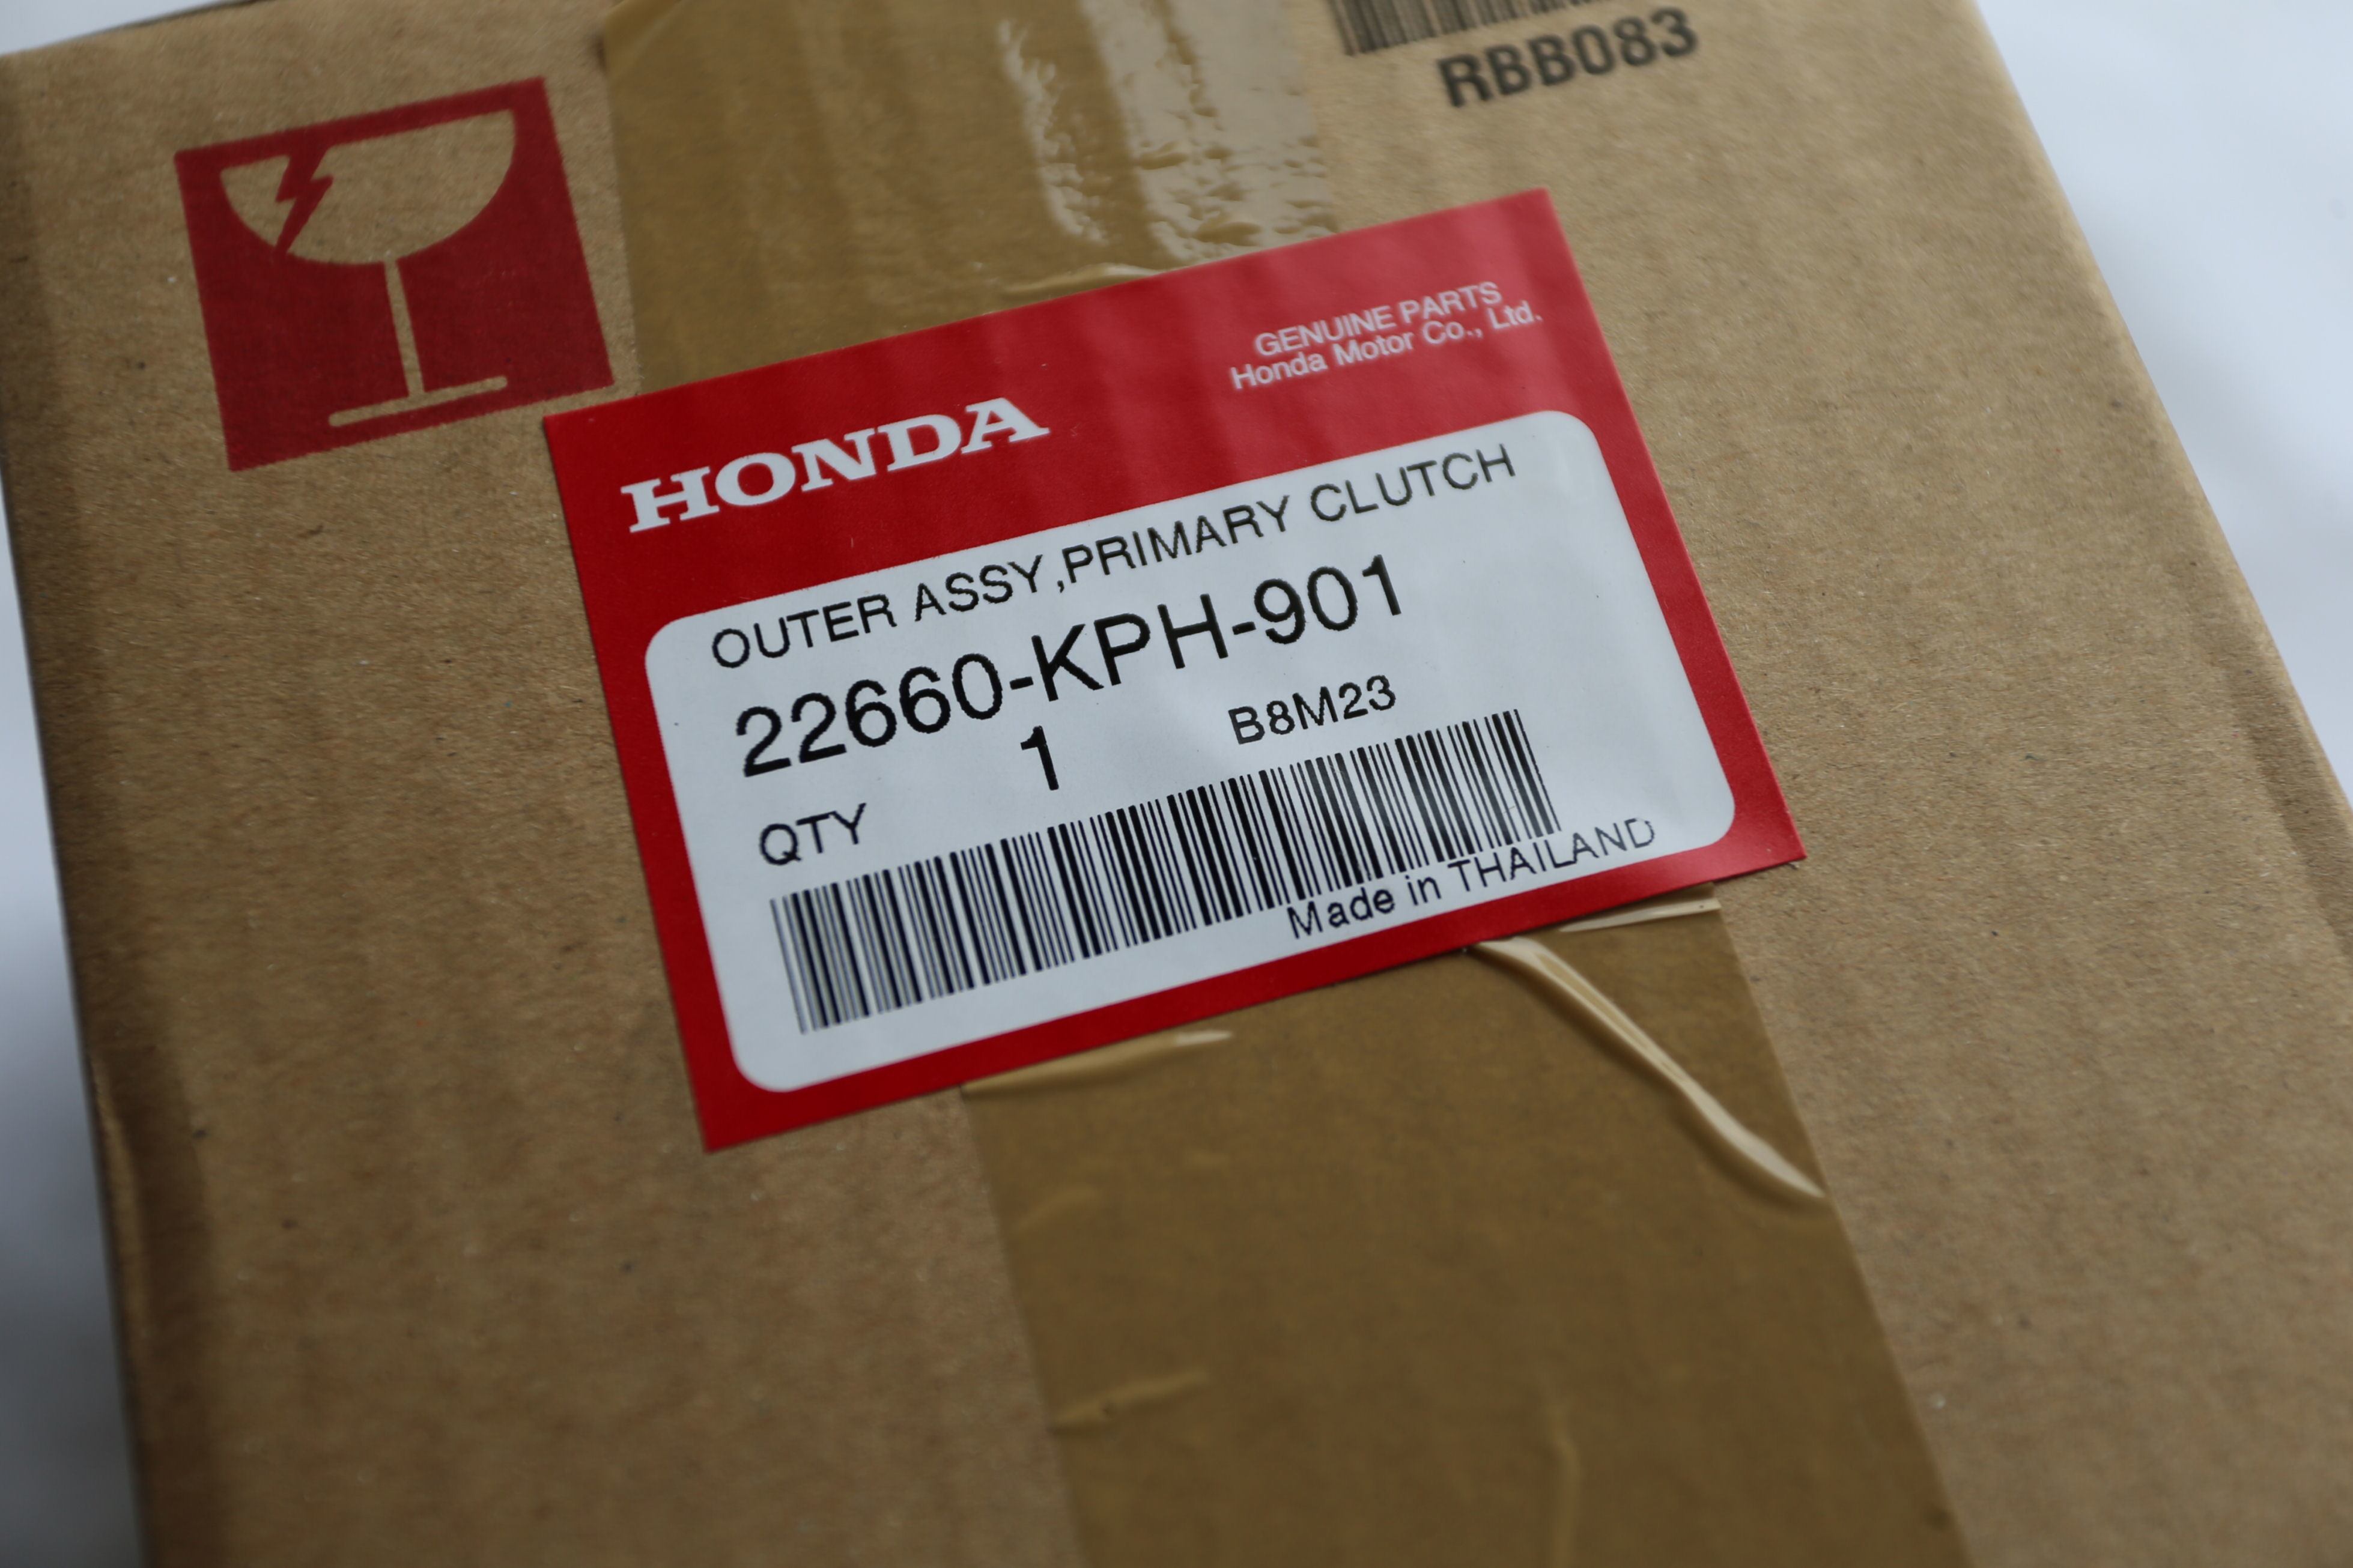 RBB083
GENUINE PARTS
Honda Motor Co., Ltd.
HONDA
OUTER ASSY,PRIMARY CLUTCH
22660-KPH-901
1 B8M23
QTY
Made in THAILAND